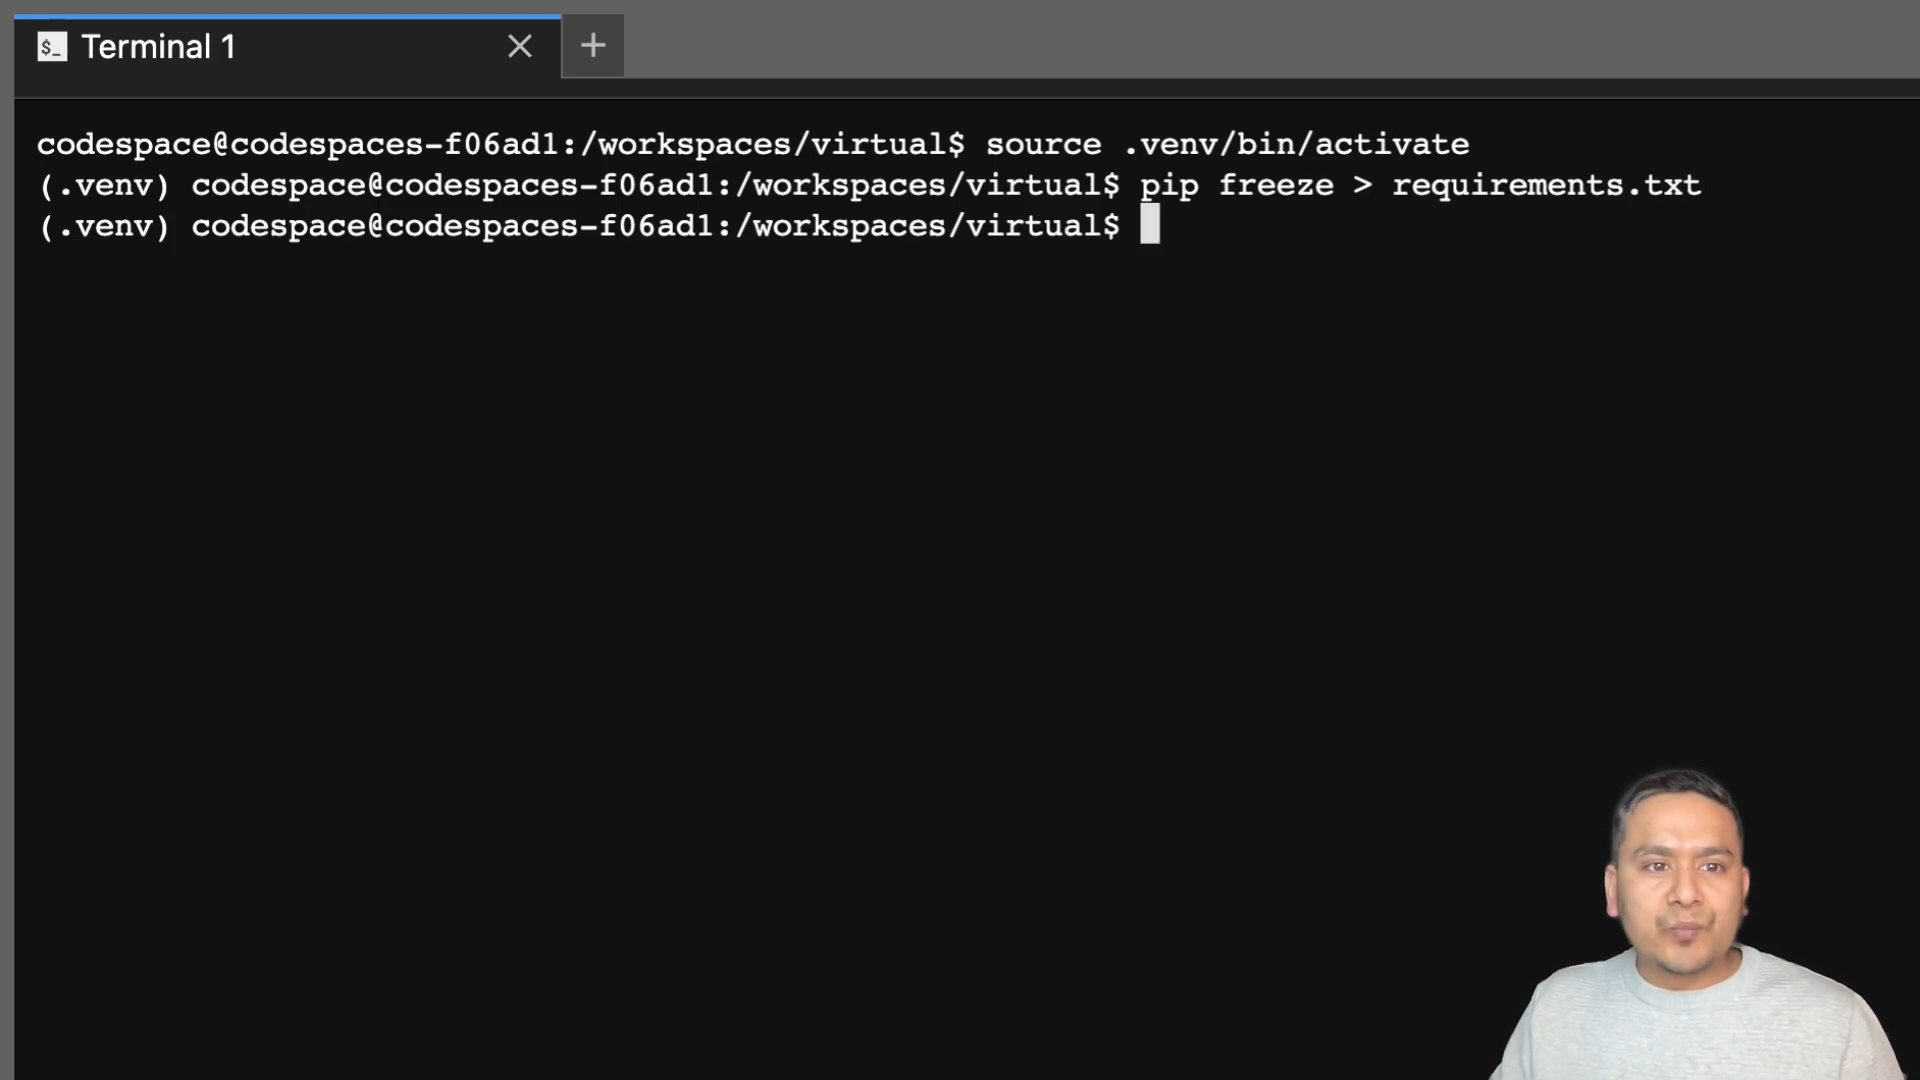 $_ Terminal 1
codespace@codespaces-f06ad1:/workspaces/virtual$ source .venv/bin/activate
(.venv) codespace@codespaces-f06ad1:/workspaces/virtual$ pip freeze > requirements.txt
(.venv) codespace@codespaces-f06ad1:/workspaces/virtual$